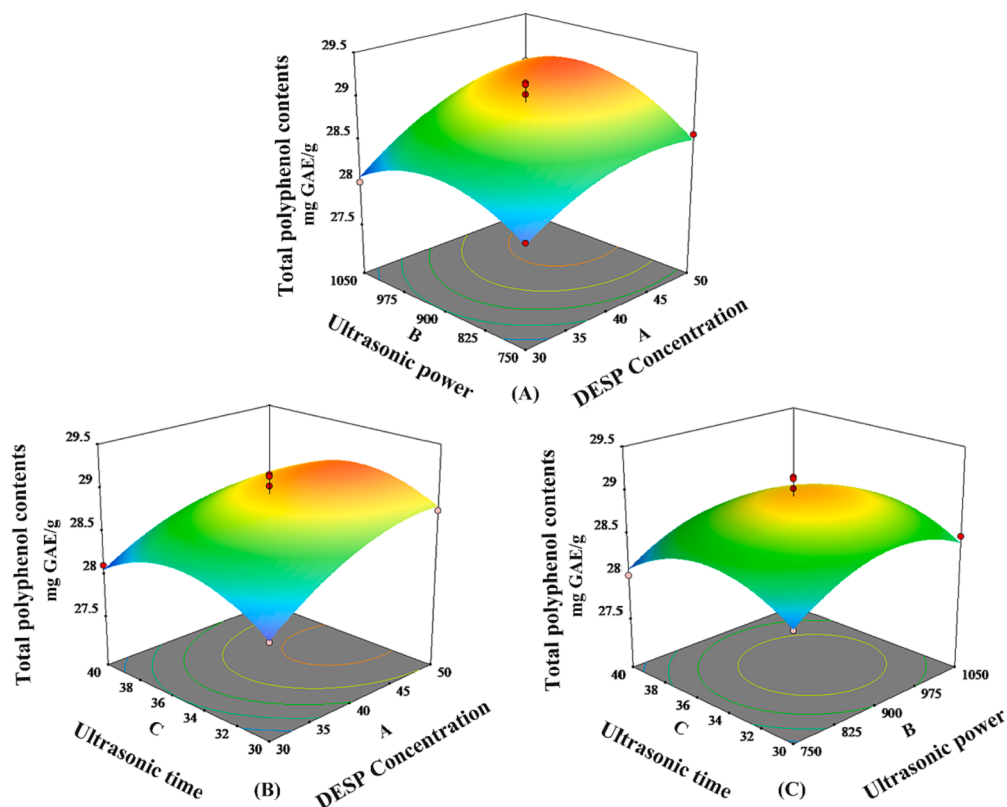 29.5
29
28.5
28
27.5
Total polyphenol contents
mg GAE/g
1050
975
900
825
750
B
Ultrasonic power
30
35
40
45
50
A
DESP Concentration
(A)
29.5
29
28.5
28
27.5
Total polyphenol contents
mg GAE/g
40
38
36
34
32
30
C
Ultrasonic time
30
35
40
45
50
A
DESP Concentration
(B)
29.5
29
28.5
28
27.5
Total polyphenol contents
mg GAE/g
40
38
36
34
32
30
C
Ultrasonic time
750
825
900
975
1050
B
Ultrasonic power
(C)